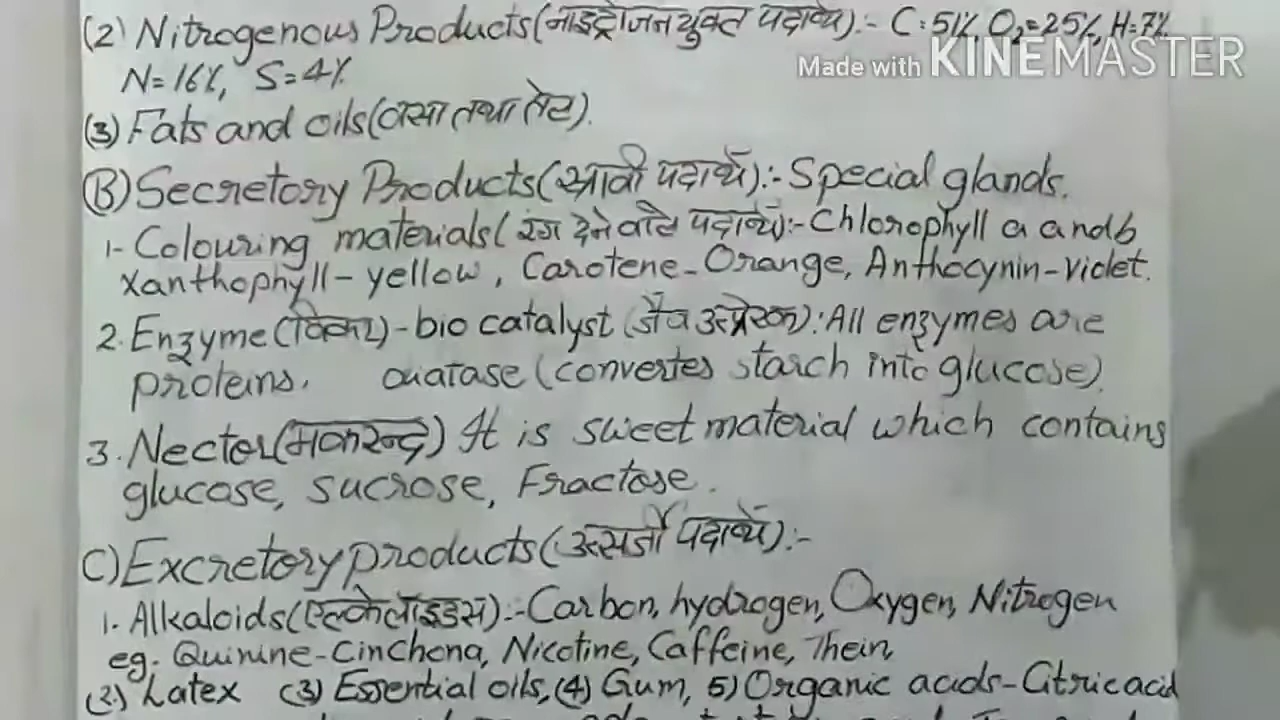 (2) Nitrogenous Products(नाइट्रोजन युक्त पदार्थ):- C=51%, O2=25%, H=7%
Made with KINEMASTER
N=16%, S=4%
(3) Fats and oils(वसा तथा तेल).
(B) Secretory Products(स्रावी पदार्थ):- Special glands.
1- Colouring materials(रंग देने वाले पदार्थ):- Chlorophyll a and b
Xanthophyll-yellow, Carotene-Orange, Anthocynin-Violet.
2. Enzyme(विकर)-bio catalyst (जैव उत्प्रेरक): All enzymes are
proteins. (convertes starch into glucose)
3. Nector(मकरन्द) It is sweet material which contains
glucose, sucrose, Fractose.
C) Excretory products(उत्सर्जी पदार्थ):-
1. Alkaloids(एल्केलॉइडस):- Carbon, hydrogen, Oxygen, Nitrogen
eg. Quinine-Cinchona, Nicotine, Caffeine, Thein,
(2) Latex (3) Essential oils, (4) Gum, 5) Organic acids-Citric acid